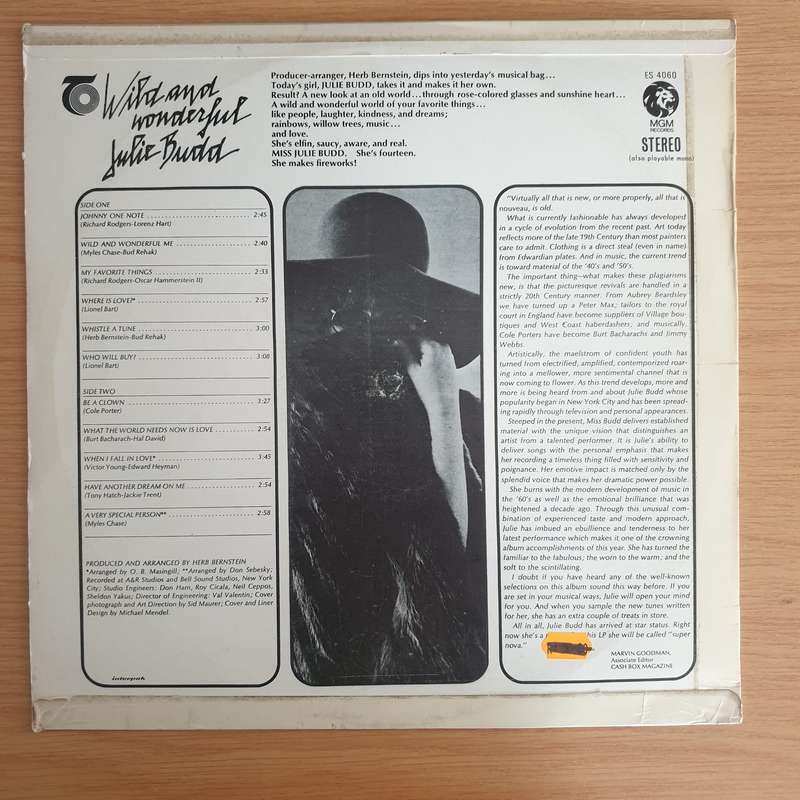 Wild and
wonderful
Julie Budd
Producer-arranger, Herb Bernstein, dips into yesterday's musical bag...
Today's girl, JULIE BUDD, takes it and makes it her own.
Result? A new look at an old world...through rose-colored glasses and sunshine heart...
A wild and wonderful world of your favorite things...
like people, laughter, kindness, and dreams;
rainbows, willow trees, music...
and love.
She's elfin, saucy, aware, and real.
MISS JULIE BUDD. She's fourteen.
She makes fireworks!
ES 4060
MGM
RECORDS
STEREO
(also playable mono)
SIDE ONE
JOHNNY ONE NOTE 2:45
(Richard Rodgers-Lorenz Hart)
WILD AND WONDERFUL ME 2:40
(Myles Chase-Bud Rehak)
MY FAVORITE THINGS 2:33
(Richard Rodgers-Oscar Hammerstein II)
WHERE IS LOVE?* 2:57
(Lionel Bart)
WHISTLE A TUNE 3:00
(Herb Bernstein-Bud Rehak)
WHO WILL BUY? 3:08
(Lionel Bart)
SIDE TWO
BE A CLOWN 3:27
(Cole Porter)
WHAT THE WORLD NEEDS NOW IS LOVE 2:54
(Burt Bacharach-Hal David)
WHEN I FALL IN LOVE* 3:45
(Victor Young-Edward Heyman)
HAVE ANOTHER DREAM ON ME 2:54
(Tony Hatch-Jackie Trent)
A VERY SPECIAL PERSON** 2:58
(Myles Chase)
PRODUCED AND ARRANGED BY HERB BERNSTEIN
*Arranged by O. B. Masingill; **Arranged by Don Sebesky;
Recorded at A&R Studios and Bell Sound Studios, New York
City; Studio Engineers: Don Hahn, Roy Cicala, Neil Ceppos,
Sheldon Yakus; Director of Engineering: Val Valentin; Cover
photograph and Art Direction by Sid Maurer; Cover and Liner
Design by Michael Mendel.
interpak
"Virtually all that is new, or more properly, all that is
nouveau, is old.
What is currently fashionable has always developed
in a cycle of evolution from the recent past. Art today
reflects more of the late 19th Century than most painters
care to admit. Clothing is a direct steal (even in name)
from Edwardian plates. And in music, the current trend
is toward material of the '40's and '50's.
The important thing—what makes these plagiarisms
new, is that the picturesque revivals are handled in a
strictly 20th Century manner. From Aubrey Beardsley
we have turned up a Peter Max; tailors to the royal
court in England have become suppliers of Village bou-
tiques and West Coast haberdashers; and musically,
Cole Porters have become Burt Bacharachs and Jimmy
Webbs.
Artistically, the maelstrom of confident youth has
turned from electrified, amplified, contemporized roar-
ing into a mellower, more sentimental channel that is
now coming to flower. As this trend develops, more and
more is being heard from and about Julie Budd whose
popularity began in New York City and has been spread-
ing rapidly through television and personal appearances.
Steeped in the present, Miss Budd delivers established
material with the unique vision that distinguishes an
artist from a talented performer. It is Julie's ability to
deliver songs with the personal emphasis that makes
her recording a timeless thing filled with sensitivity and
poignance. Her emotive impact is matched only by the
splendid voice that makes her dramatic power possible.
She burns with the modern development of music in
the '60's as well as the emotional brilliance that was
heightened a decade ago. Through this unusual com-
bination of experienced taste and modern approach,
Julie has imbued an ebullience and tenderness to her
latest performance which makes it one of the crowning
album accomplishments of this year. She has turned the
familiar to the fabulous; the worn to the warm; and the
soft to the scintillating.
I doubt if you have heard any of the well-known
selections on this album sound this way before. If you
are set in your musical ways, Julie will open your mind
for you. And when you sample the new tunes written
for her, she has an extra couple of treats in store.
All in all, Julie Budd has arrived at star status. Right
now she's a his LP she will be called "super
nova."
MARVIN GOODMAN,
Associate Editor
CASH BOX MAGAZINE